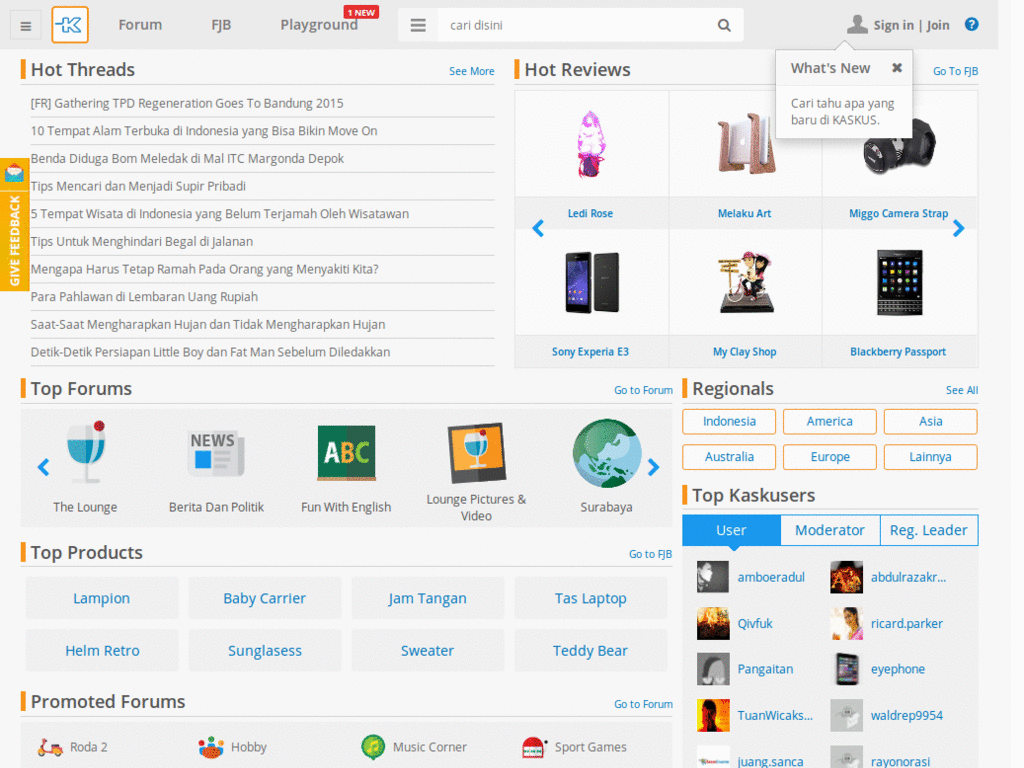 Forum
FJB
Playground
1 NEW
cari disini
Sign in | Join
?
What's New
Cari tahu apa yang
baru di KASKUS.
Hot Threads
See More
[FR] Gathering TPD Regeneration Goes To Bandung 2015
10 Tempat Alam Terbuka di Indonesia yang Bisa Bikin Move On
Benda Diduga Bom Meledak di Mal ITC Margonda Depok
Tips Mencari dan Menjadi Supir Pribadi
5 Tempat Wisata di Indonesia yang Belum Terjamah Oleh Wisatawan
Tips Untuk Menghindari Begal di Jalanan
Mengapa Harus Tetap Ramah Pada Orang yang Menyakiti Kita?
Para Pahlawan di Lembaran Uang Rupiah
Saat-Saat Mengharapkan Hujan dan Tidak Mengharapkan Hujan
Detik-Detik Persiapan Little Boy dan Fat Man Sebelum Diledakkan
GIVE FEEDBACK
Hot Reviews
Go To FJB
Ledi Rose
Melaku Art
Miggo Camera Strap
Sony Experia E3
My Clay Shop
Blackberry Passport
Top Forums
Go to Forum
NEWS
ABC
The Lounge
Berita Dan Politik
Fun With English
Lounge Pictures &
Video
Surabaya
Regionals
See All
Indonesia
America
Asia
Australia
Europe
Lainnya
Top Products
Go to FJB
Lampion
Baby Carrier
Jam Tangan
Tas Laptop
Helm Retro
Sunglasess
Sweater
Teddy Bear
Top Kaskusers
User
Moderator
Reg. Leader
amboeradul
abdulrazakr...
Qivfuk
ricard.parker
Pangaitan
eyephone
TuanWicaks...
waldrep9954
juang.sanca
rayonorasi
Promoted Forums
Go to Forum
Roda 2
Hobby
Music Corner
Sport Games